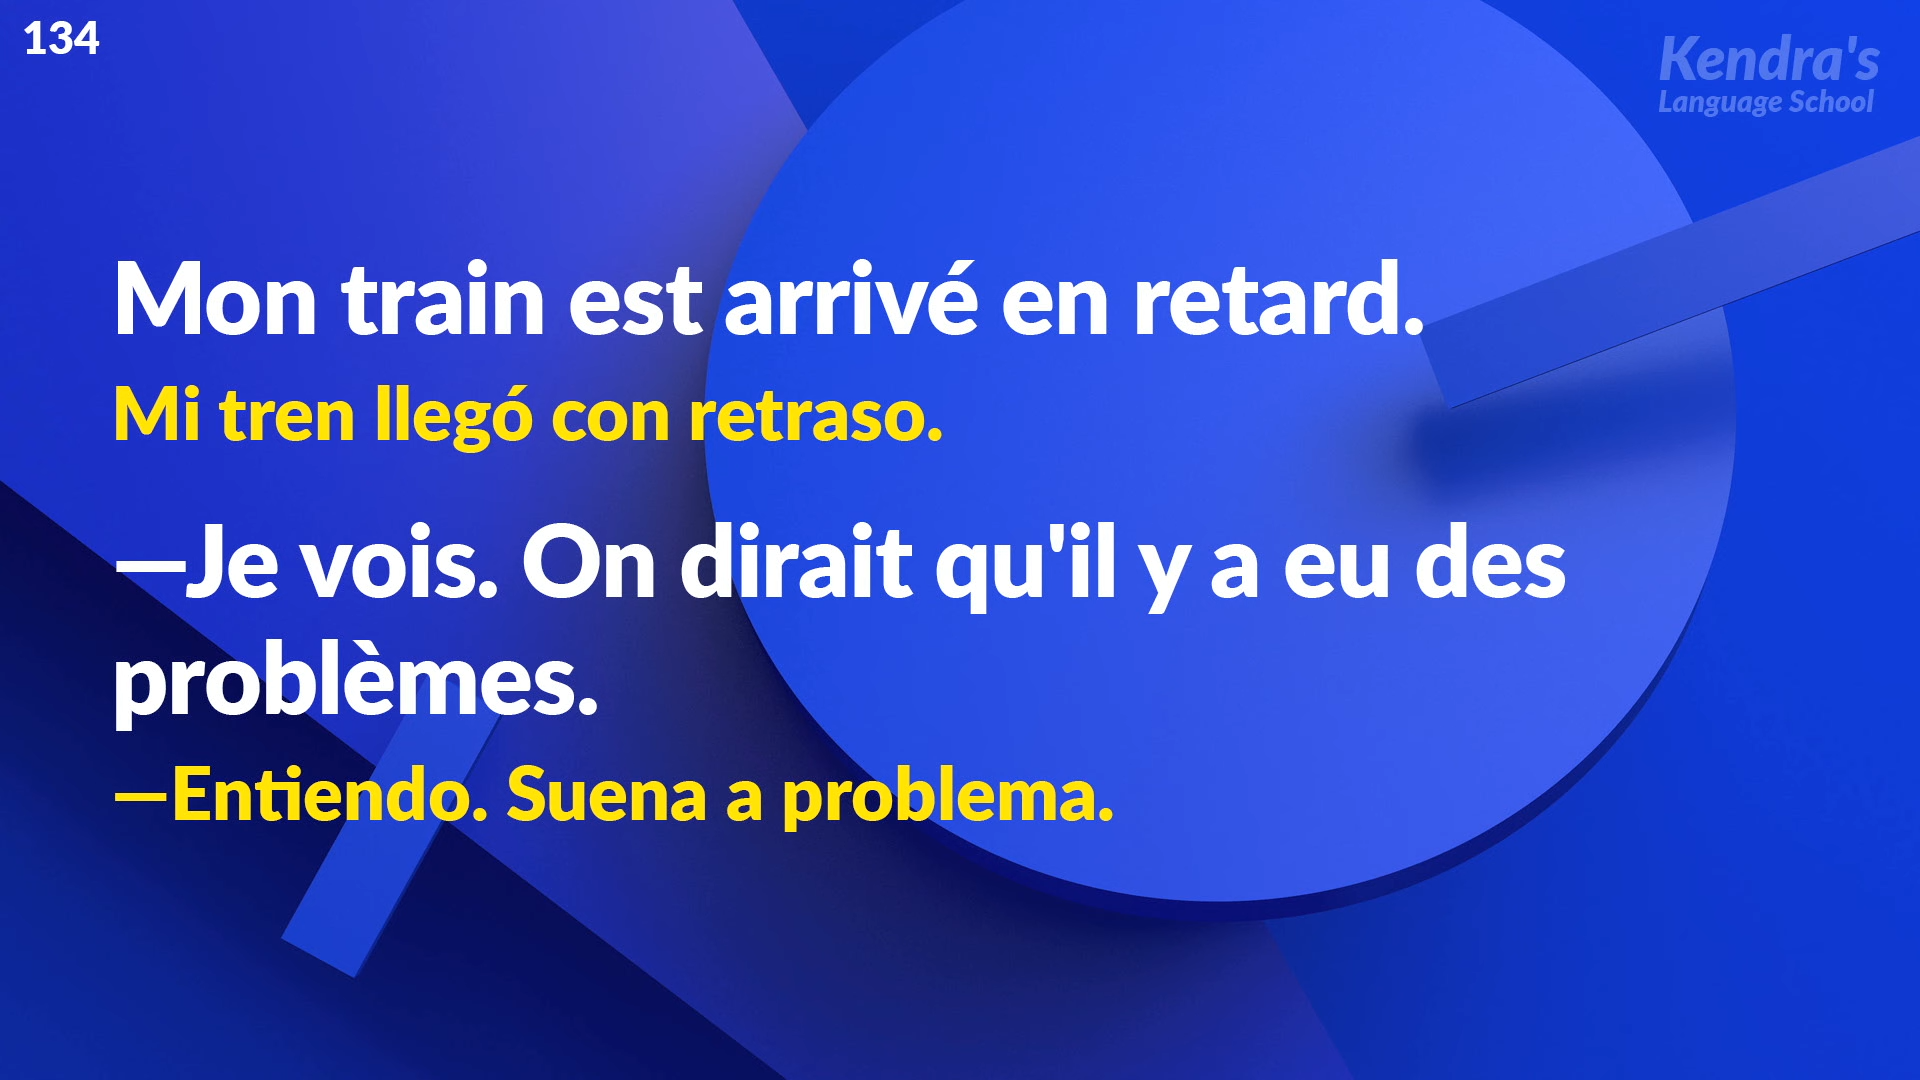 134
Kendra's
Language School
Mon train est arrivé en retard.
Mi tren llegó con retraso.
—Je vois. On dirait qu'il y a eu des
problèmes.
—Entiendo. Suena a problema.